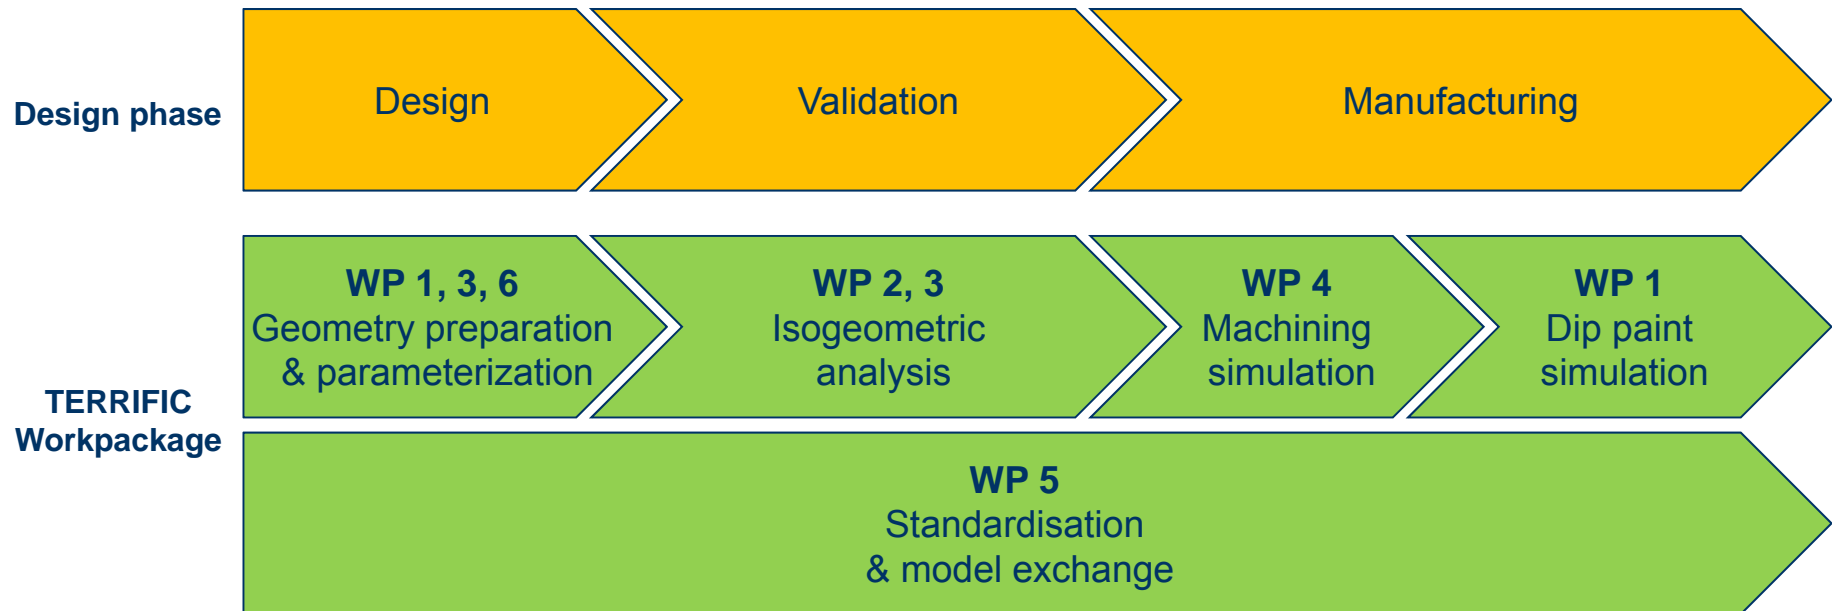 Design phase
Design
Validation
Manufacturing
TERRIFIC
Workpackage
WP 1, 3, 6
Geometry preparation
& parameterization
WP 2, 3
Isogeometric
analysis
WP 4
Machining
simulation
WP 1
Dip paint
simulation
WP 5
Standardisation
& model exchange